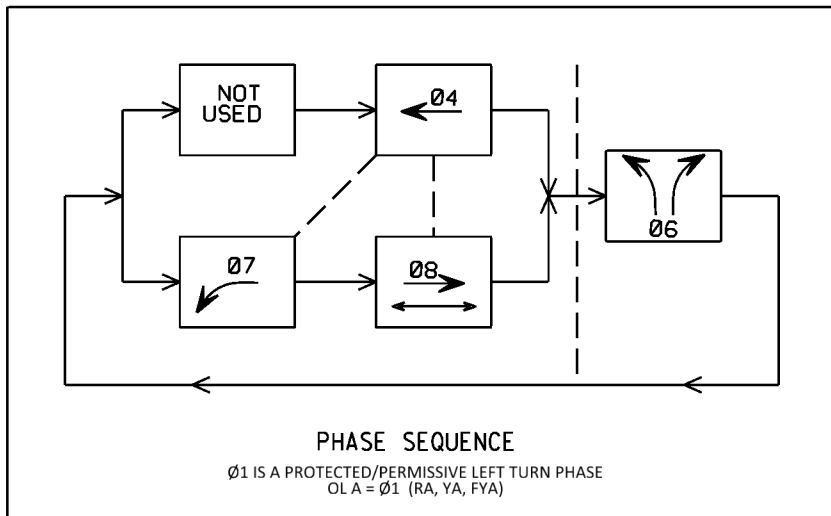 NOT
USED
Ø4
Ø7
Ø8
Ø6
PHASE SEQUENCE
Ø1 IS A PROTECTED/PERMISSIVE LEFT TURN PHASE
OL A = Ø1 (RA, YA, FYA)